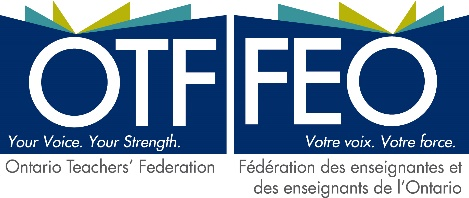 OTF
Your Voice. Your Strength.
Ontario Teachers' Federation
FEO
Votre voix. Votre force.
Fédération des enseignantes et
des enseignants de l'Ontario